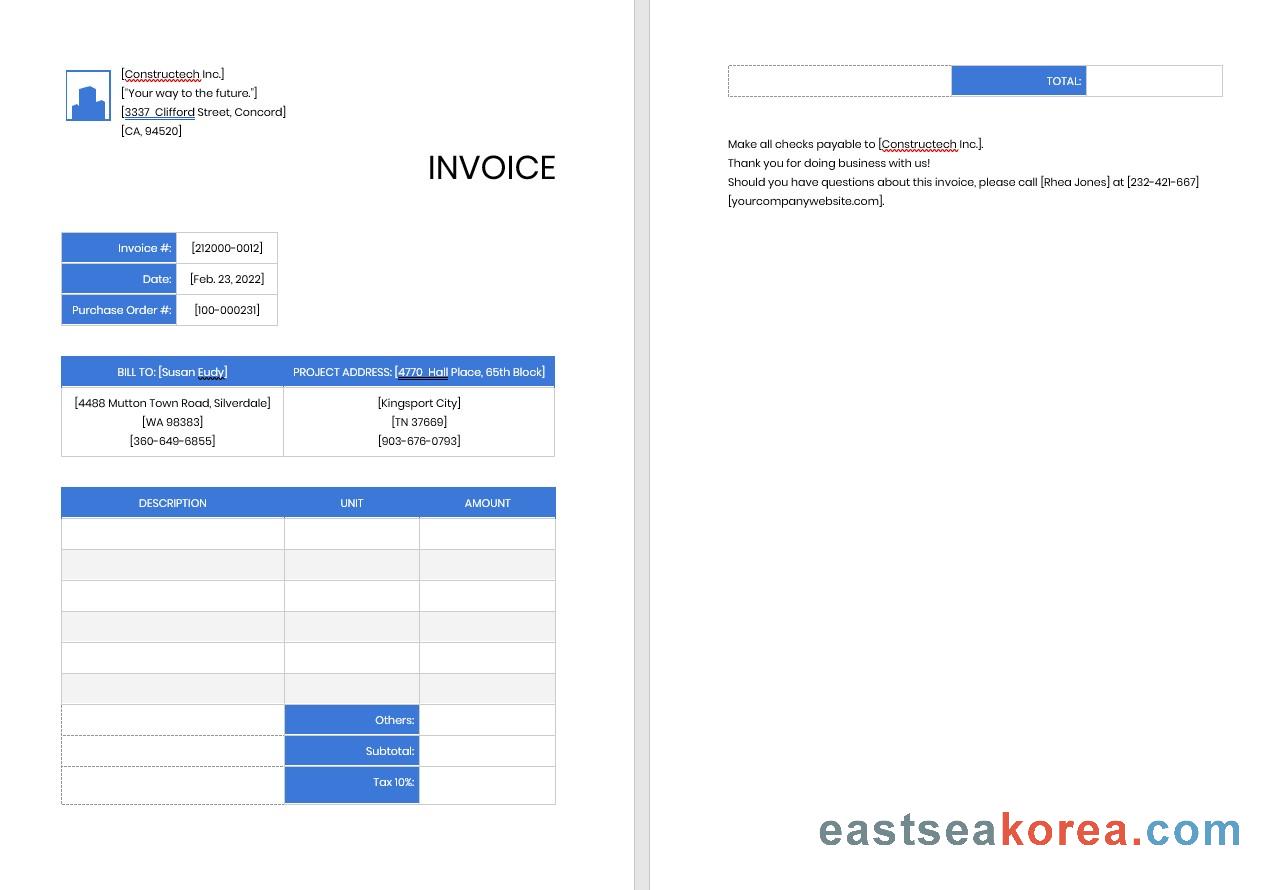 [Constructech Inc.]
["Your way to the future."]
[3337 Clifford Street, Concord]
[CA, 94520]
INVOICE
Invoice #: [212000-0012]
Date: [Feb. 23, 2022]
Purchase Order #: [100-000231]
BILL TO: [Susan Eudy] PROJECT ADDRESS: [4770 Hall Place, 65th Block]
[4488 Mutton Town Road, Silverdale] [Kingsport City]
[WA 98383] [TN 37669]
[360-649-6855] [903-676-0793]
DESCRIPTION UNIT AMOUNT
Others:
Subtotal:
Tax 10%:
TOTAL:
Make all checks payable to [Constructech Inc.].
Thank you for doing business with us!
Should you have questions about this invoice, please call [Rhea Jones] at [232-421-667]
[yourcompanywebsite.com].
eastseakorea.com